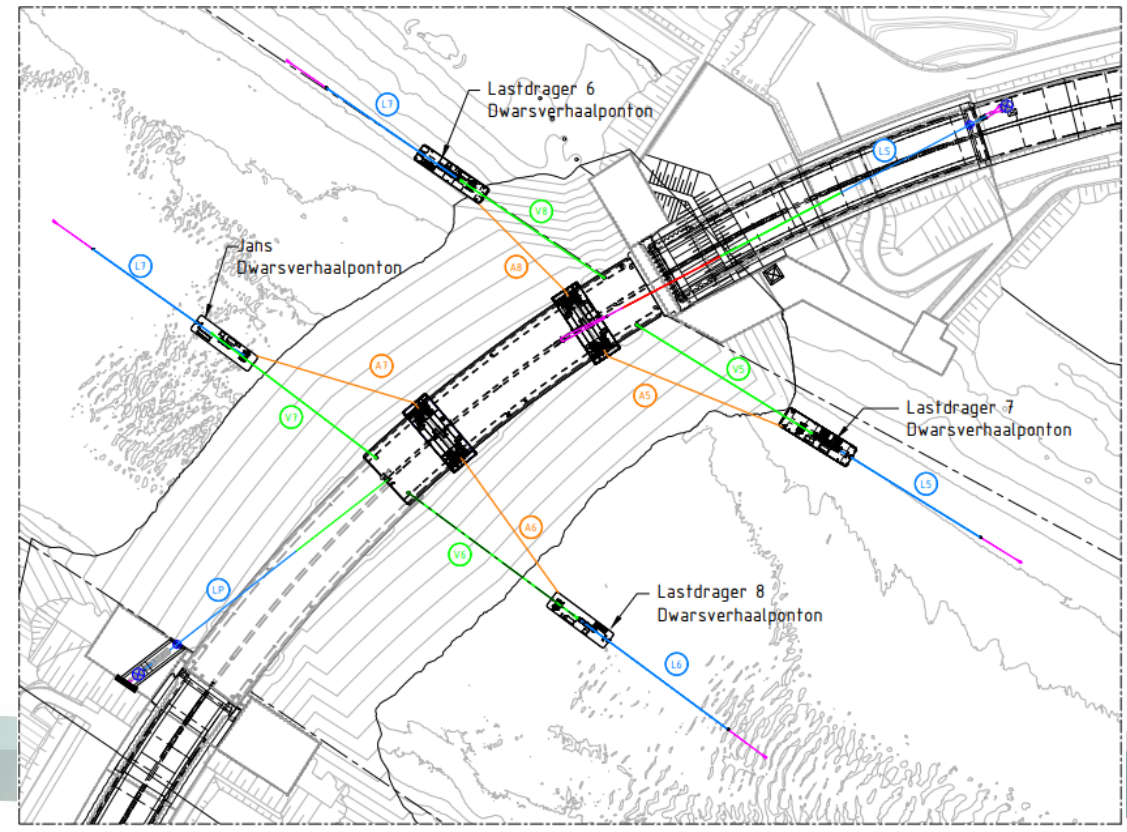 Lastdrager 6
Dwarsverhaalponton
L7
LS
V8
Jans
Dwarsverhaalponton
L7
A8
A7
V5
A5
V7
Lastdrager 7
Dwarsverhaalponton
L5
A6
V6
LP
Lastdrager 8
Dwarsverhaalponton
L6